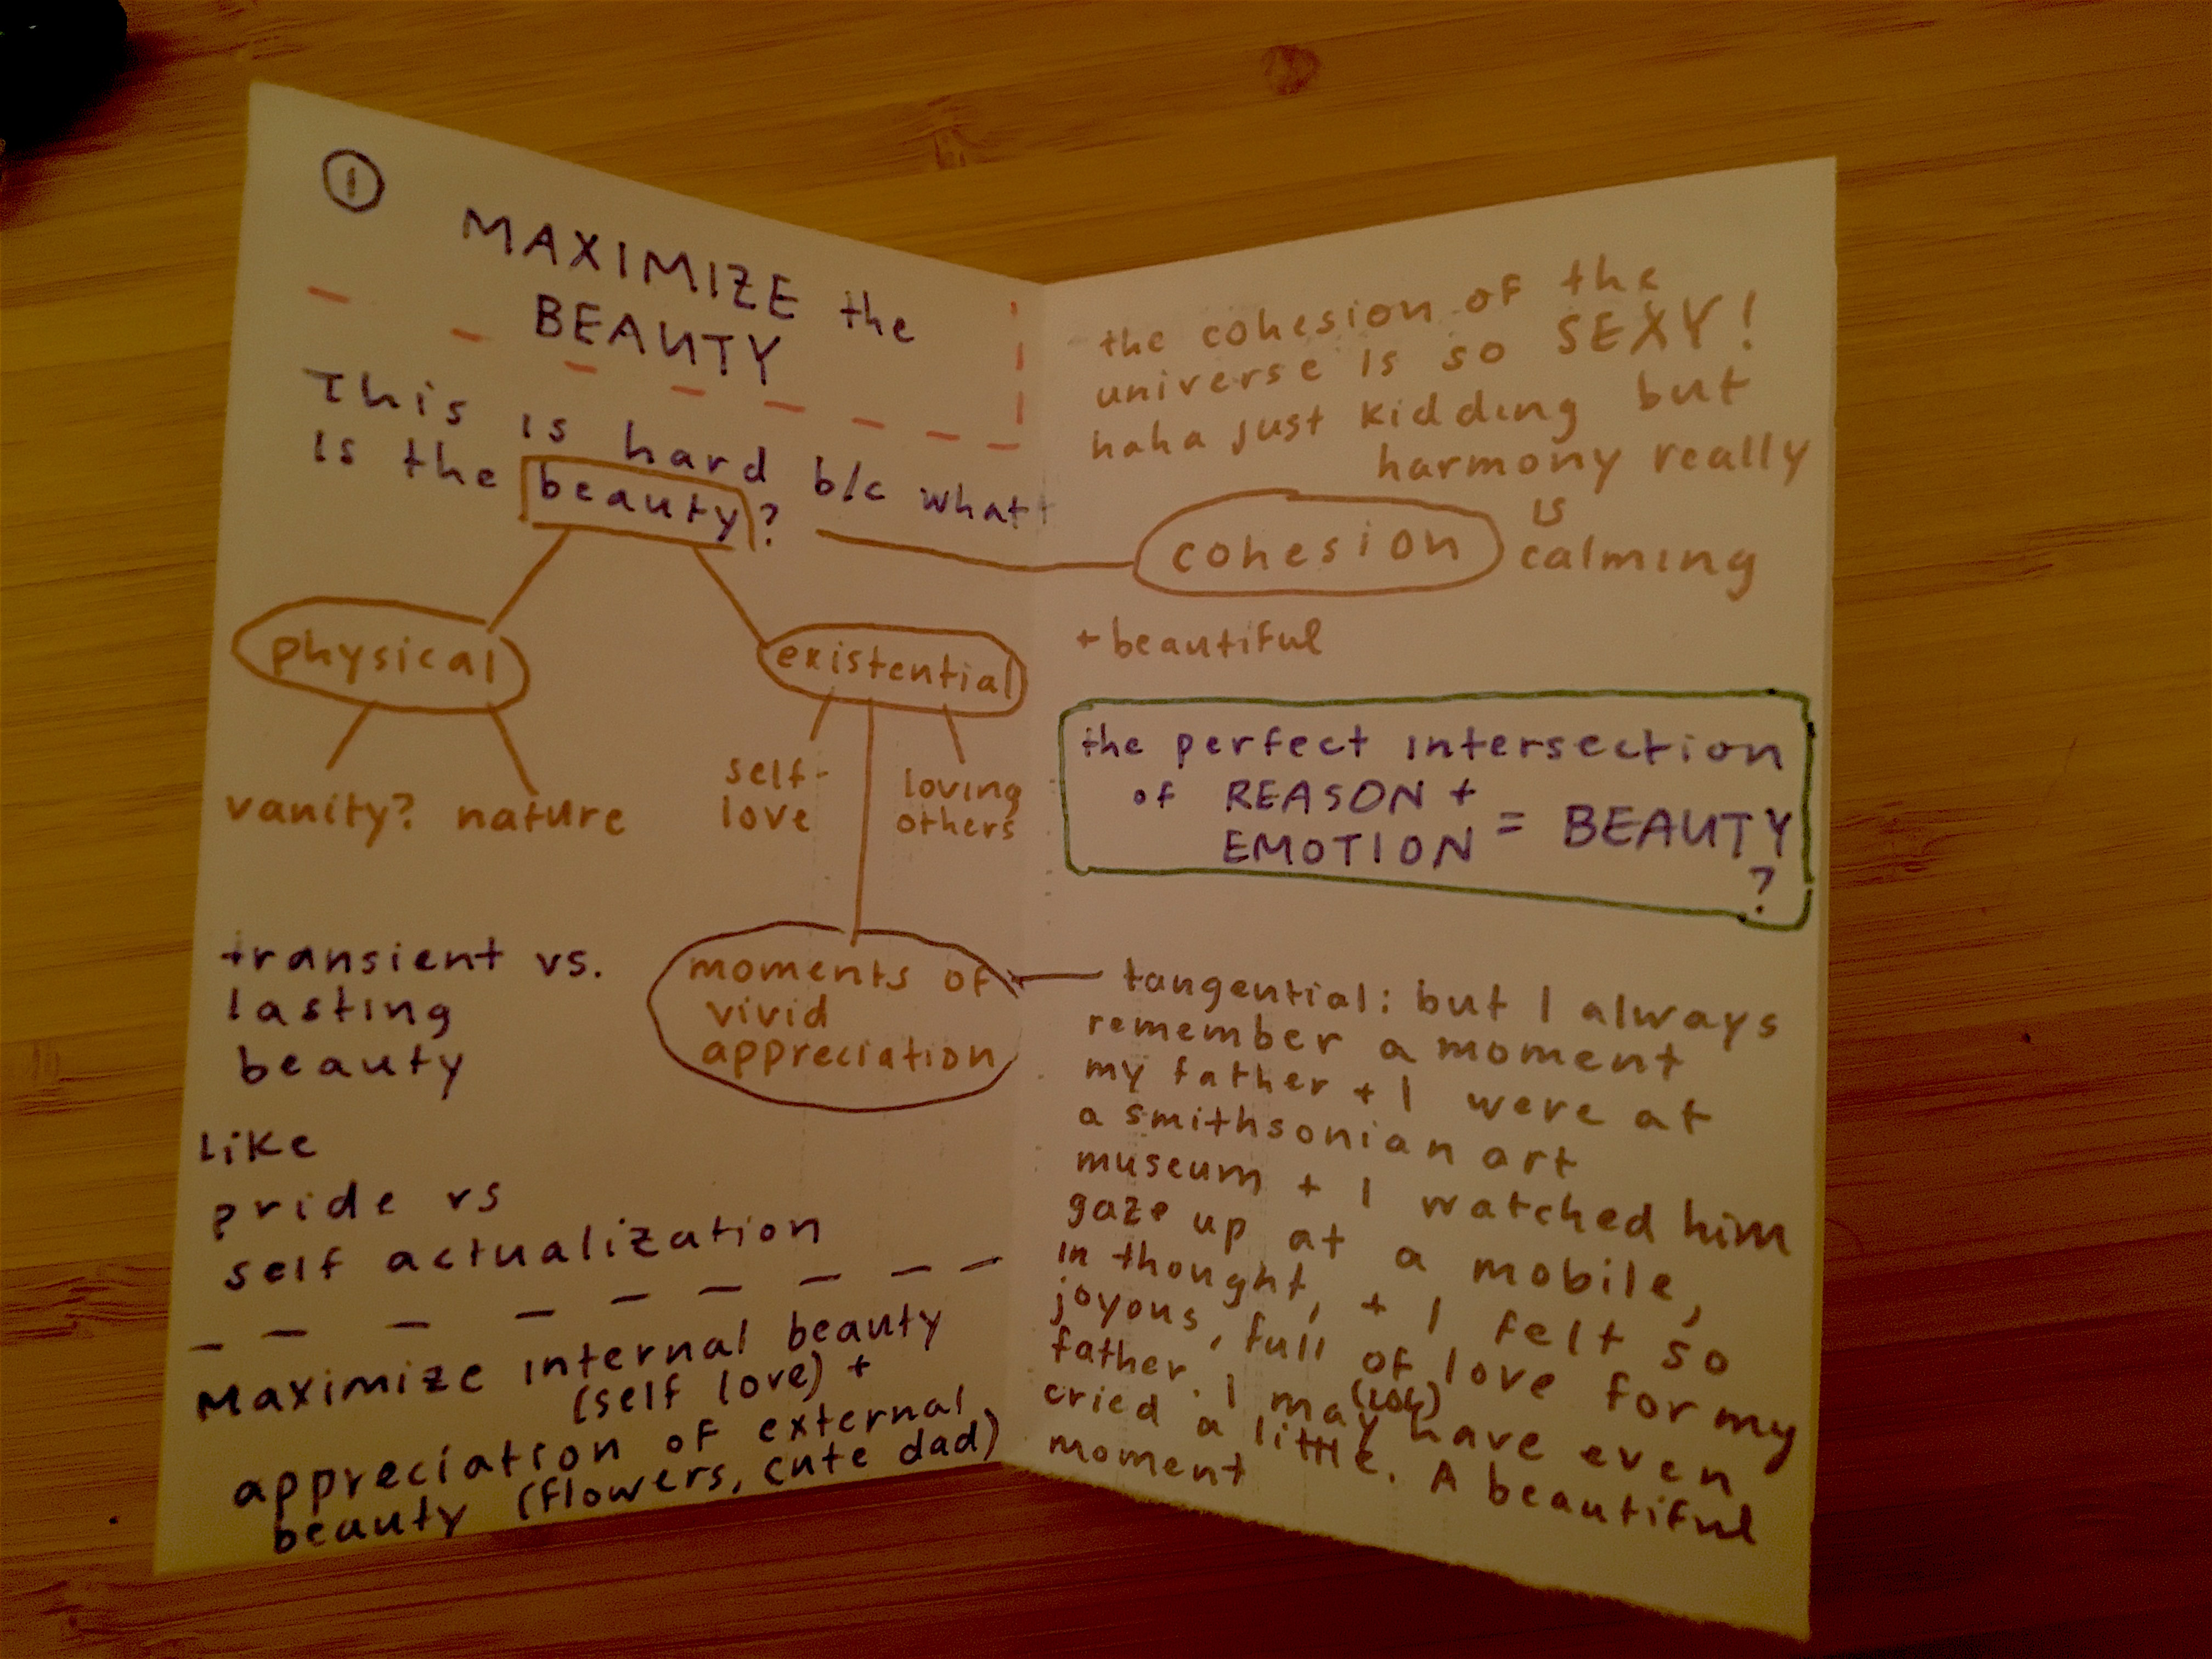 1
MAXIMIZE the
BEAUTY
This is hard b/c what
is the beauty?
physical
existential
vanity? nature
self-
love
loving
others
moments of
vivid
appreciation
transient vs.
lasting
beauty
like
pride vs
self actualization
Maximize internal beauty
(self love) +
appreciation of external
beauty (flowers, cute dad)
the cohesion of the
universe is so SEXY!
haha just kidding but
harmony really
is
cohesion calming
+ beautiful
the perfect intersection
of REASON +
EMOTION = BEAUTY
?
tangential: but I always
remember a moment
my father + I were at
a smithsonian art
museum + I watched him
gaze up at a mobile,
in thought, + I felt so
joyous, full of love for my
father. I may (lol) have even
cried a little. A beautiful
moment